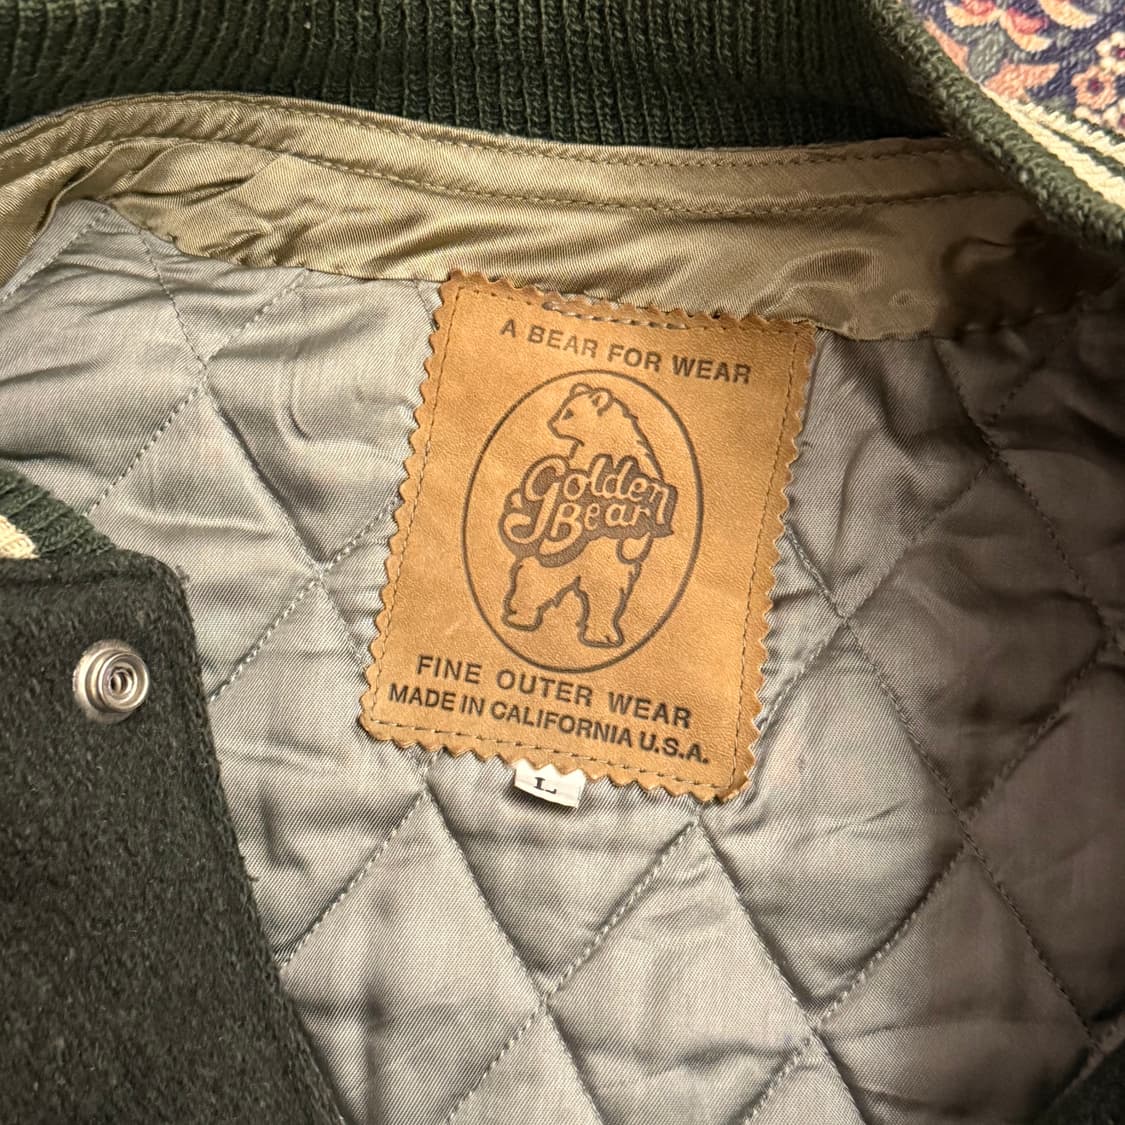 A BEAR FOR WEAR
Golden
Bear
FINE OUTER WEAR
MADE IN CALIFORNIA U.S.A.
L